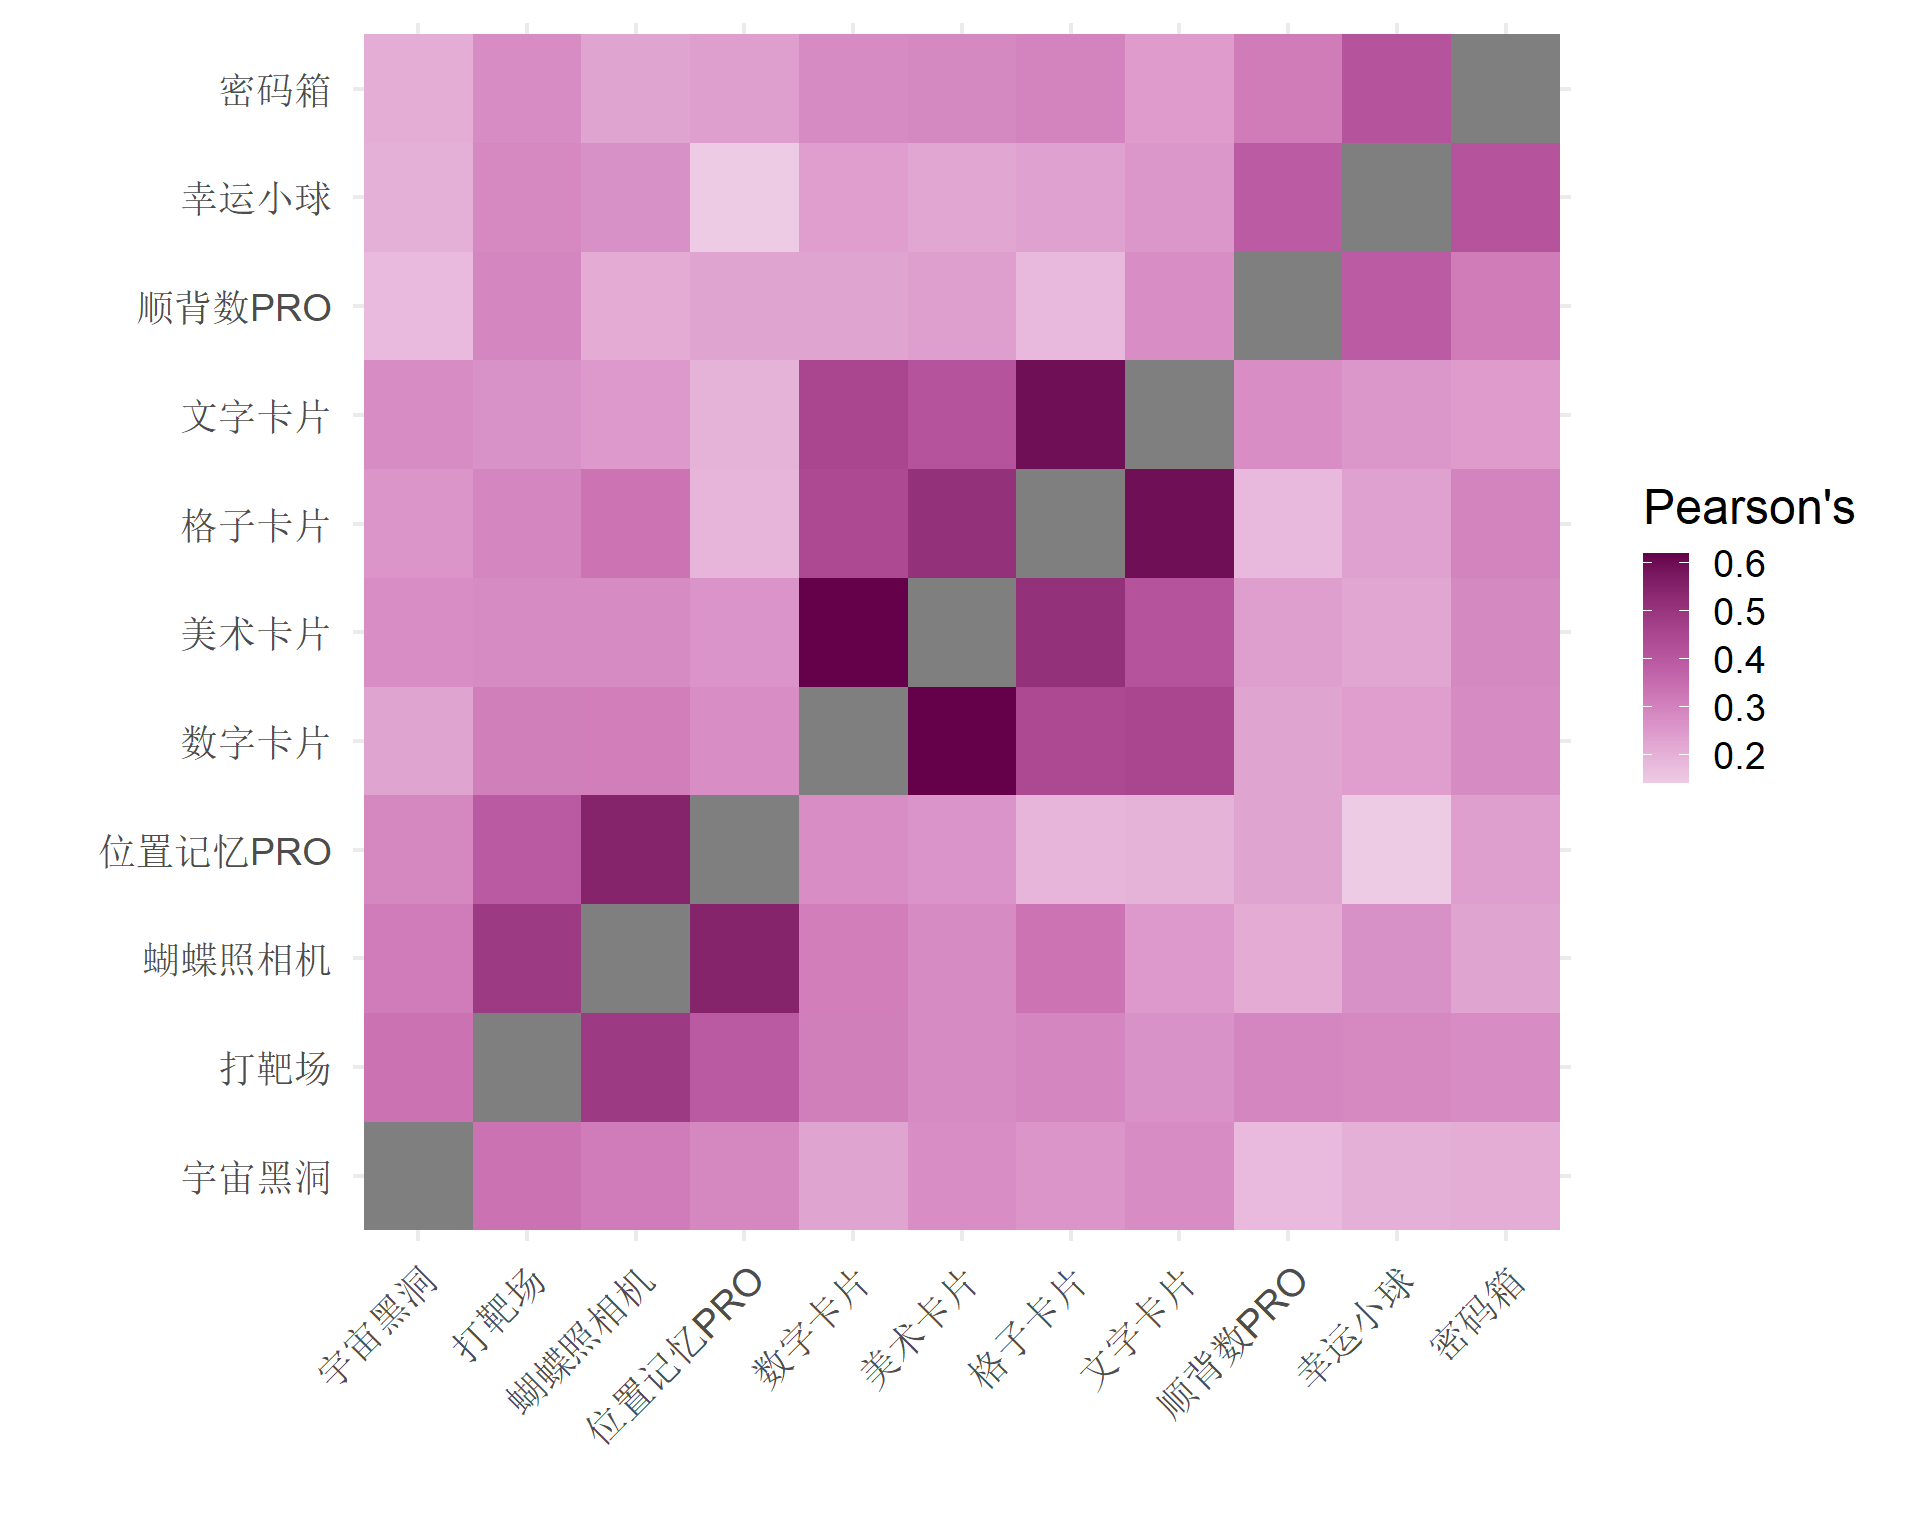 密码箱
幸运小球
顺背数PRO
文字卡片
格子卡片
美术卡片
数字卡片
位置记忆PRO
蝴蝶照相机
打靶场
宇宙黑洞
宇宙黑洞
打靶场
蝴蝶照相机
位置记忆PRO
数字卡片
美术卡片
格子卡片
文字卡片
顺背数PRO
幸运小球
密码箱
Pearson's
0.6
0.5
0.4
0.3
0.2